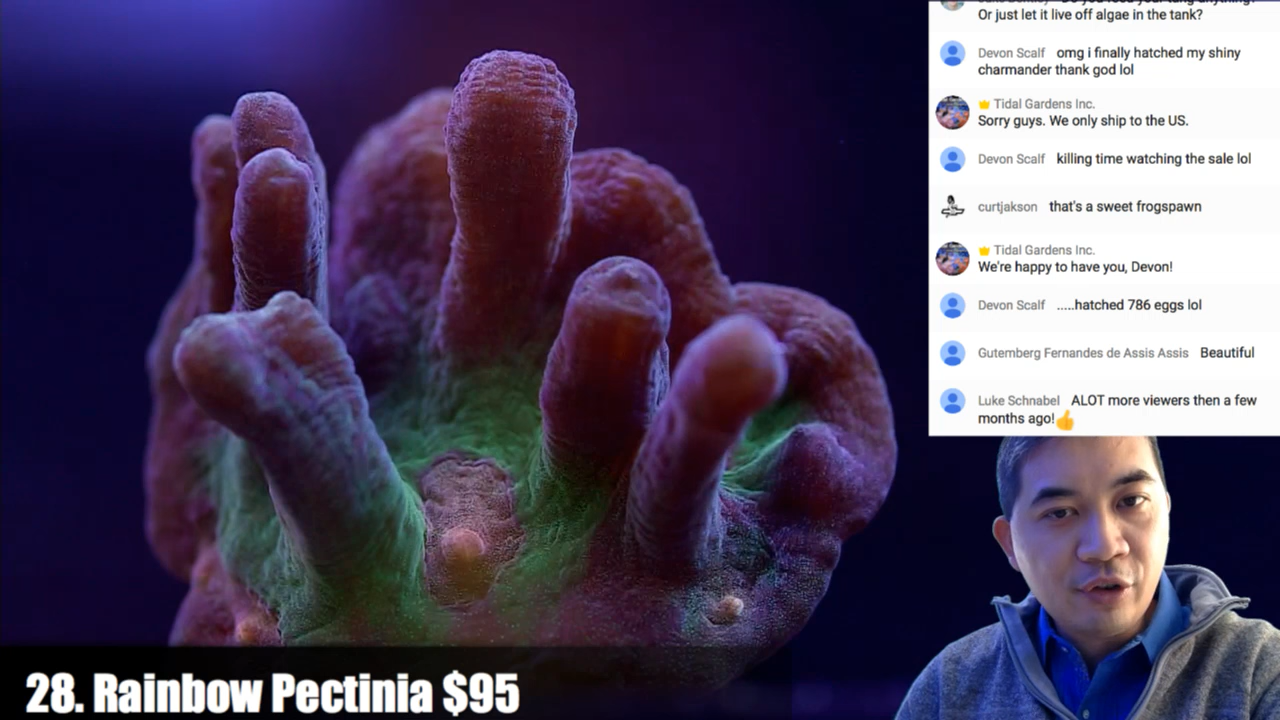 Or just let it live off algae in the tank?
Devon Scalf omg i finally hatched my shiny
charmander thank god lol
Tidal Gardens Inc.
Sorry guys. We only ship to the US.
Devon Scalf killing time watching the sale lol
curtjakson that's a sweet frogspawn
Tidal Gardens Inc.
We're happy to have you, Devon!
Devon Scalf .....hatched 786 eggs lol
Gutemberg Fernandes de Assis Assis Beautiful
Luke Schnabel ALOT more viewers then a few
months ago!👍
28. Rainbow Pectinia $95